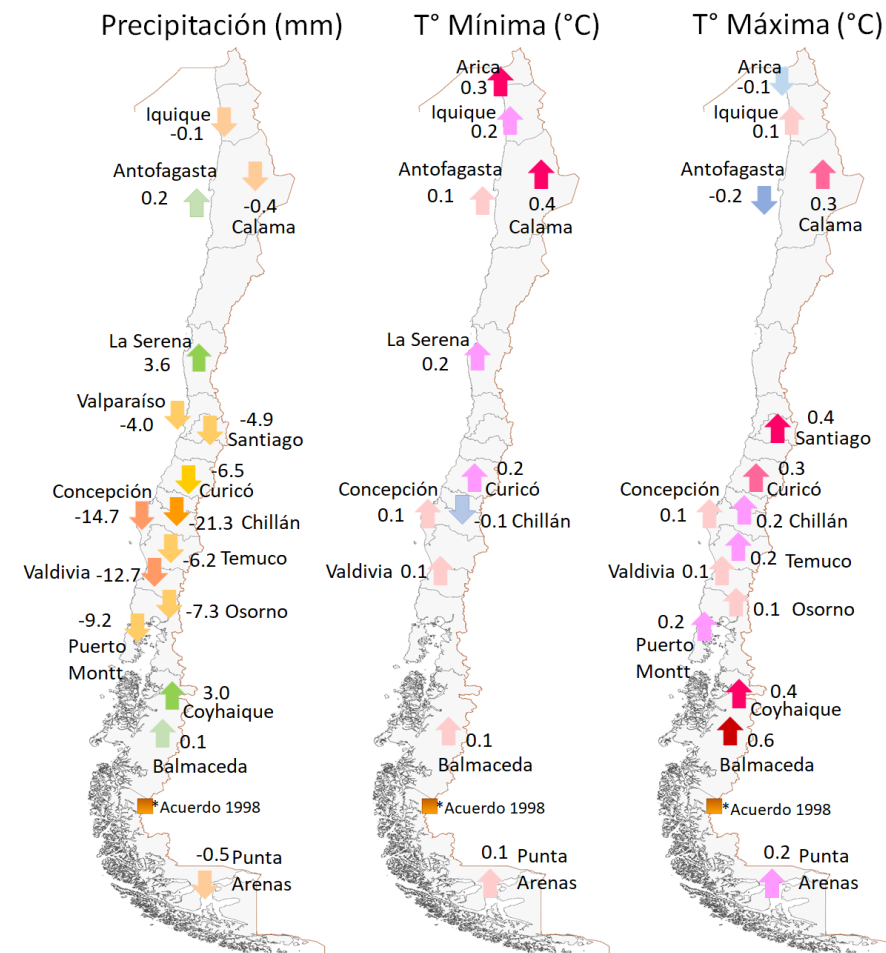 Precipitación (mm)
Iquique
-0.1
Antofagasta
0.2
-0.4
Calama
La Serena
3.6
Valparaíso
-4.0
-4.9
Santiago
-6.5
Curicó
Concepción
-14.7
-21.3 Chillán
-6.2 Temuco
Valdivia -12.7
-7.3 Osorno
-9.2
Puerto
Montt
3.0
Coyhaique
0.1
Balmaceda
*Acuerdo 1998
-0.5 Punta
Arenas
T° Mínima (°C)
Arica
0.3
Iquique
0.2
Antofagasta
0.1
0.4
Calama
La Serena
0.2
0.2
Curicó
Concepción
0.1
-0.1 Chillán
Valdivia 0.1
0.1
Balmaceda
*Acuerdo 1998
0.1 Punta
Arenas
T° Máxima (°C)
Arica
-0.1
Iquique
0.1
Antofagasta
-0.2
0.3
Calama
0.4
Santiago
0.3
Curicó
Concepción
0.1
0.2 Chillán
0.2 Temuco
Valdivia 0.1
0.1 Osorno
0.2
Puerto
Montt
0.4
Coyhaique
0.6
Balmaceda
*Acuerdo 1998
0.2 Punta
Arenas